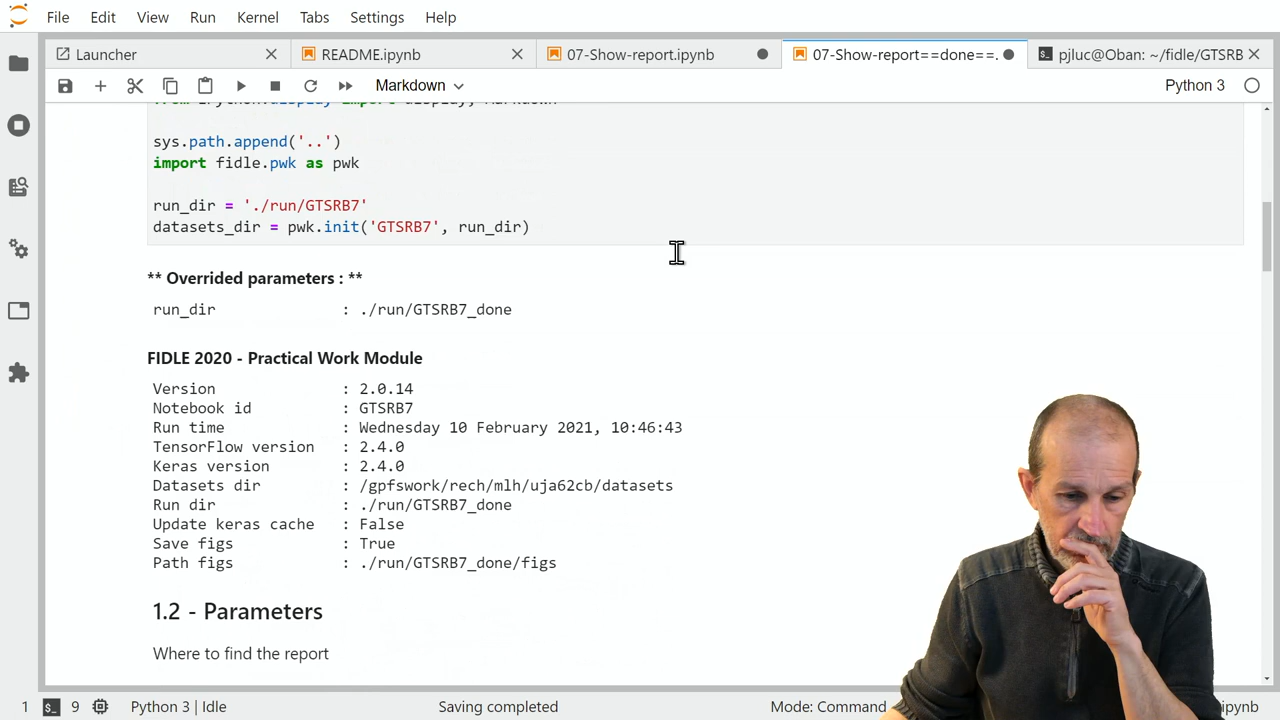 File Edit View Run Kernel Tabs Settings Help
Launcher README.ipynb 07-Show-report.ipynb 07-Show-report==done==. pjluc@Oban: ~/fidle/GTSRB
Markdown Python 3
sys.path.append('..')
import fidle.pwk as pwk
run_dir = './run/GTSRB7'
datasets_dir = pwk.init('GTSRB7', run_dir)
** Overrided parameters : **
run_dir : ./run/GTSRB7_done
FIDLE 2020 - Practical Work Module
Version : 2.0.14
Notebook id : GTSRB7
Run time : Wednesday 10 February 2021, 10:46:43
TensorFlow version : 2.4.0
Keras version : 2.4.0
Datasets dir : /gpfswork/rech/mlh/uja62cb/datasets
Run dir : ./run/GTSRB7_done
Update keras cache : False
Save figs : True
Path figs : ./run/GTSRB7_done/figs
1.2 - Parameters
Where to find the report
1 9 Python 3 | Idle Saving completed Mode: Command ipynb